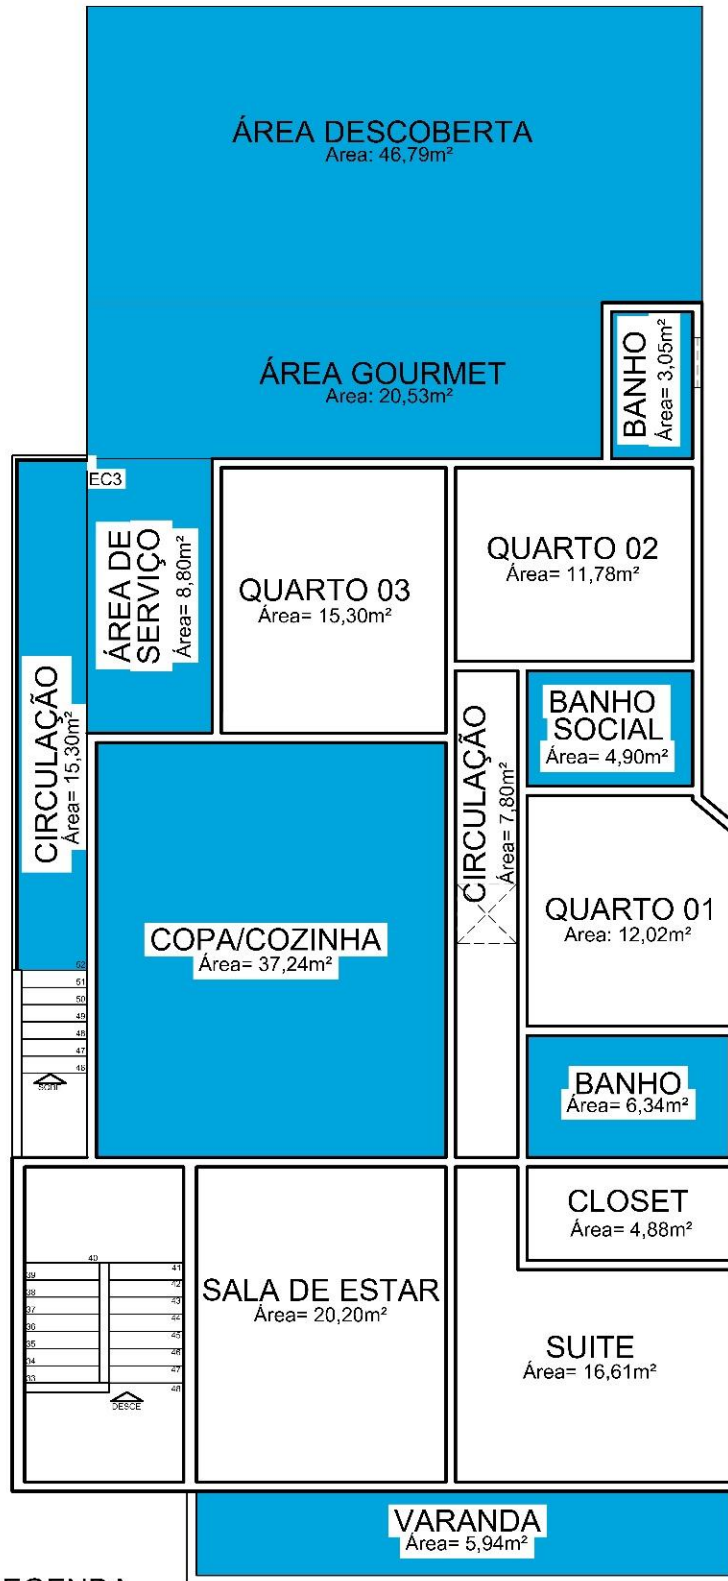 ÁREA DESCOBERTA
Area: 46,79m²
BANHO
Área= 3,05m²
ÁREA GOURMET
Area: 20,53m²
EC3
ÁREA DE
SERVIÇO
Área= 8,80m²
QUARTO 03
Área= 15,30m²
QUARTO 02
Área= 11,78m²
CIRCULAÇÃO
Área= 15,30m²
CIRCULAÇÃO
Área= 7,80m²
BANHO
SOCIAL
Área= 4,90m²
QUARTO 01
Area: 12,02m²
COPA/COZINHA
Área= 37,24m²
52
51
50
49
48
47
46
SOBE
BANHO
Área= 6,34m²
CLOSET
Área= 4,88m²
40
39
38
37
36
35
34
33
41
42
43
44
45
46
47
48
DESCE
SALA DE ESTAR
Área= 20,20m²
SUITE
Área= 16,61m²
VARANDA
Área= 5,94m²